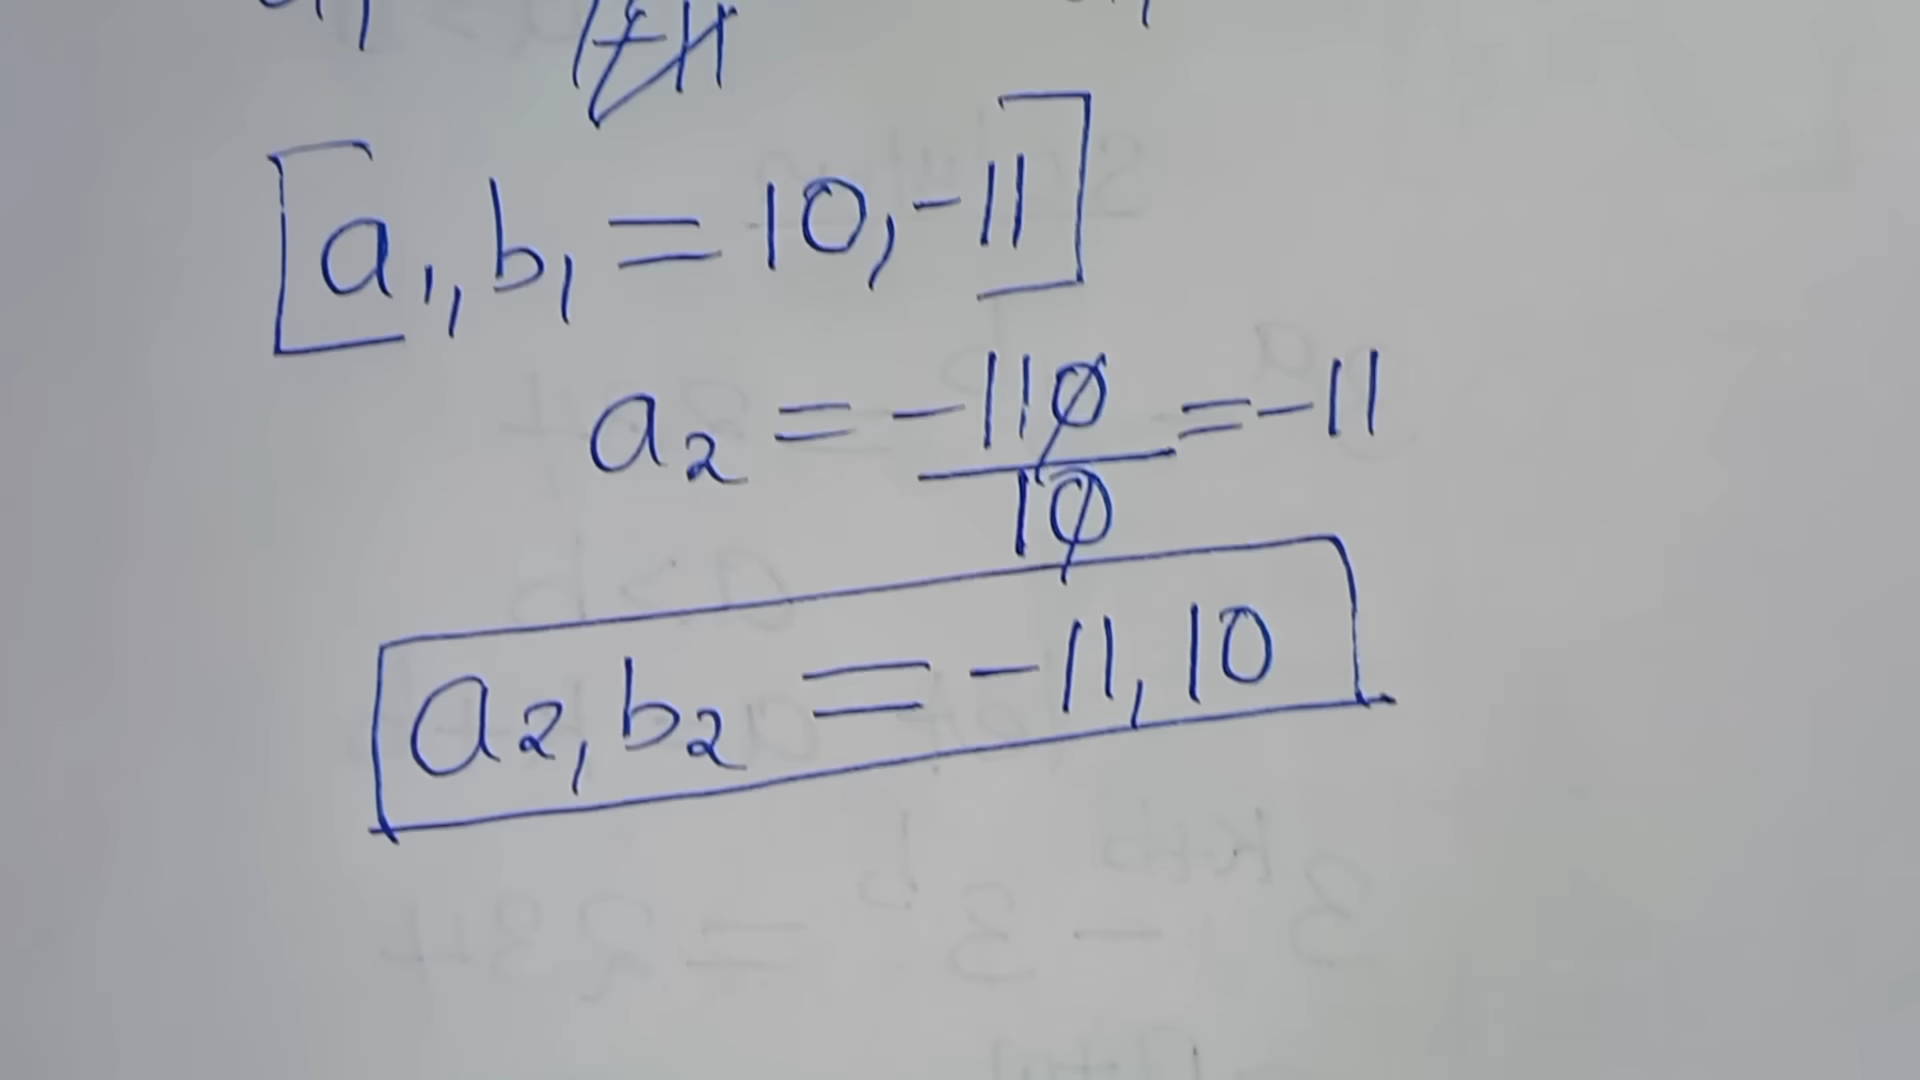 [a₁, b₁ = 10, -11]
a₂ = -110/10 = -11
a₂, b₂ = -11, 10